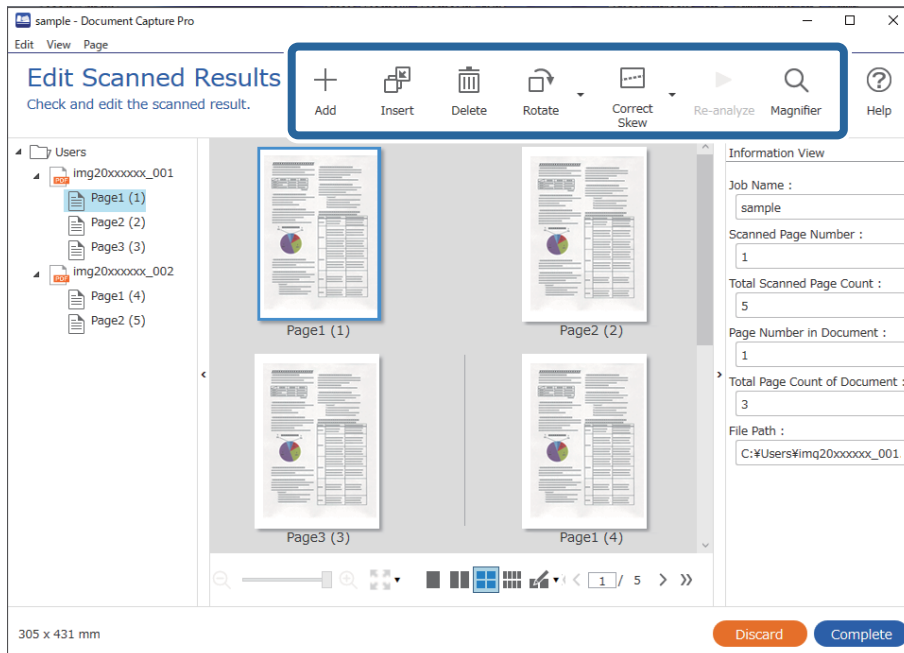 sample - Document Capture Pro
Edit View Page
Edit Scanned Results
Check and edit the scanned result.
Add
Insert
Delete
Rotate
Correct
Skew
Re-analyze
Magnifier
Help
Users
img20xxxxxx_001
Page1 (1)
Page2 (2)
Page3 (3)
img20xxxxxx_002
Page1 (4)
Page2 (5)
PDF
PDF
Page1 (1)
Page2 (2)
Page3 (3)
Page1 (4)
1 / 5
Information View
Job Name :
sample
Scanned Page Number :
1
Total Scanned Page Count :
5
Page Number in Document :
1
Total Page Count of Document :
3
File Path :
C:¥Users¥imq20xxxxxx_001.
305 x 431 mm
Discard
Complete